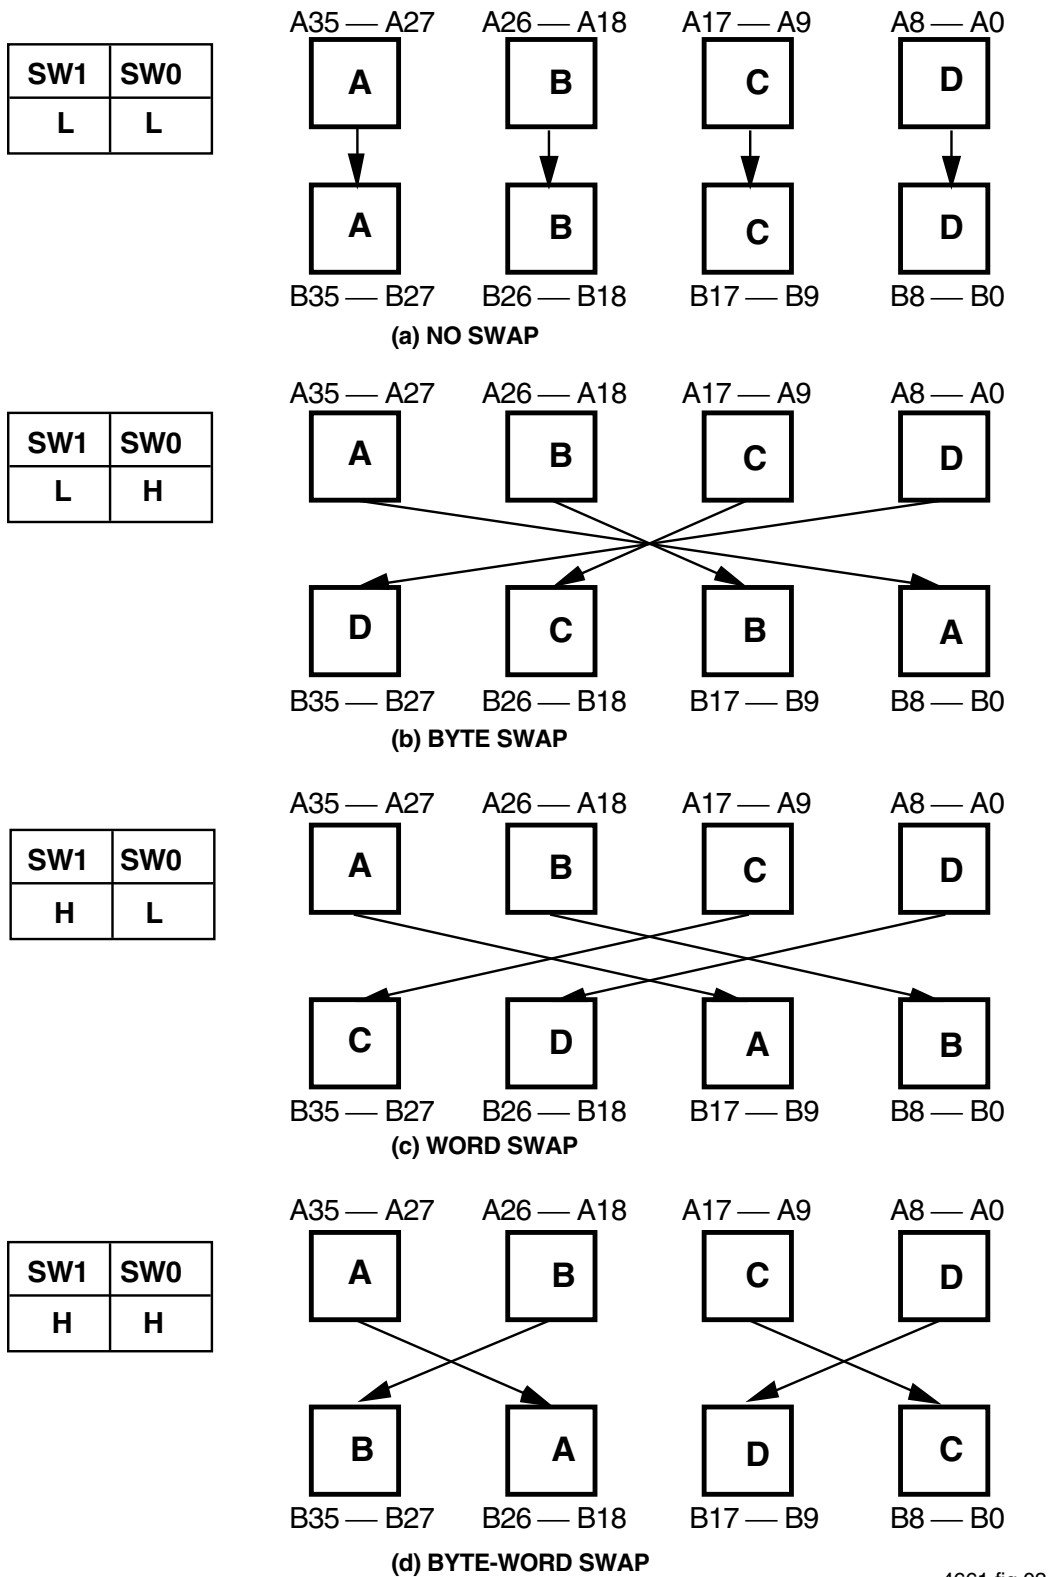 A35 — A27 A26 — A18 A17 — A9 A8 — A0
SW1 SW0
L L
A B C D
A B C D
B35 — B27 B26 — B18 B17 — B9 B8 — B0
(a) NO SWAP
A35 — A27 A26 — A18 A17 — A9 A8 — A0
SW1 SW0
L H
A B C D
D C B A
B35 — B27 B26 — B18 B17 — B9 B8 — B0
(b) BYTE SWAP
A35 — A27 A26 — A18 A17 — A9 A8 — A0
SW1 SW0
H L
A B C D
C D A B
B35 — B27 B26 — B18 B17 — B9 B8 — B0
(c) WORD SWAP
A35 — A27 A26 — A18 A17 — A9 A8 — A0
SW1 SW0
H H
A B C D
B A D C
B35 — B27 B26 — B18 B17 — B9 B8 — B0
(d) BYTE-WORD SWAP